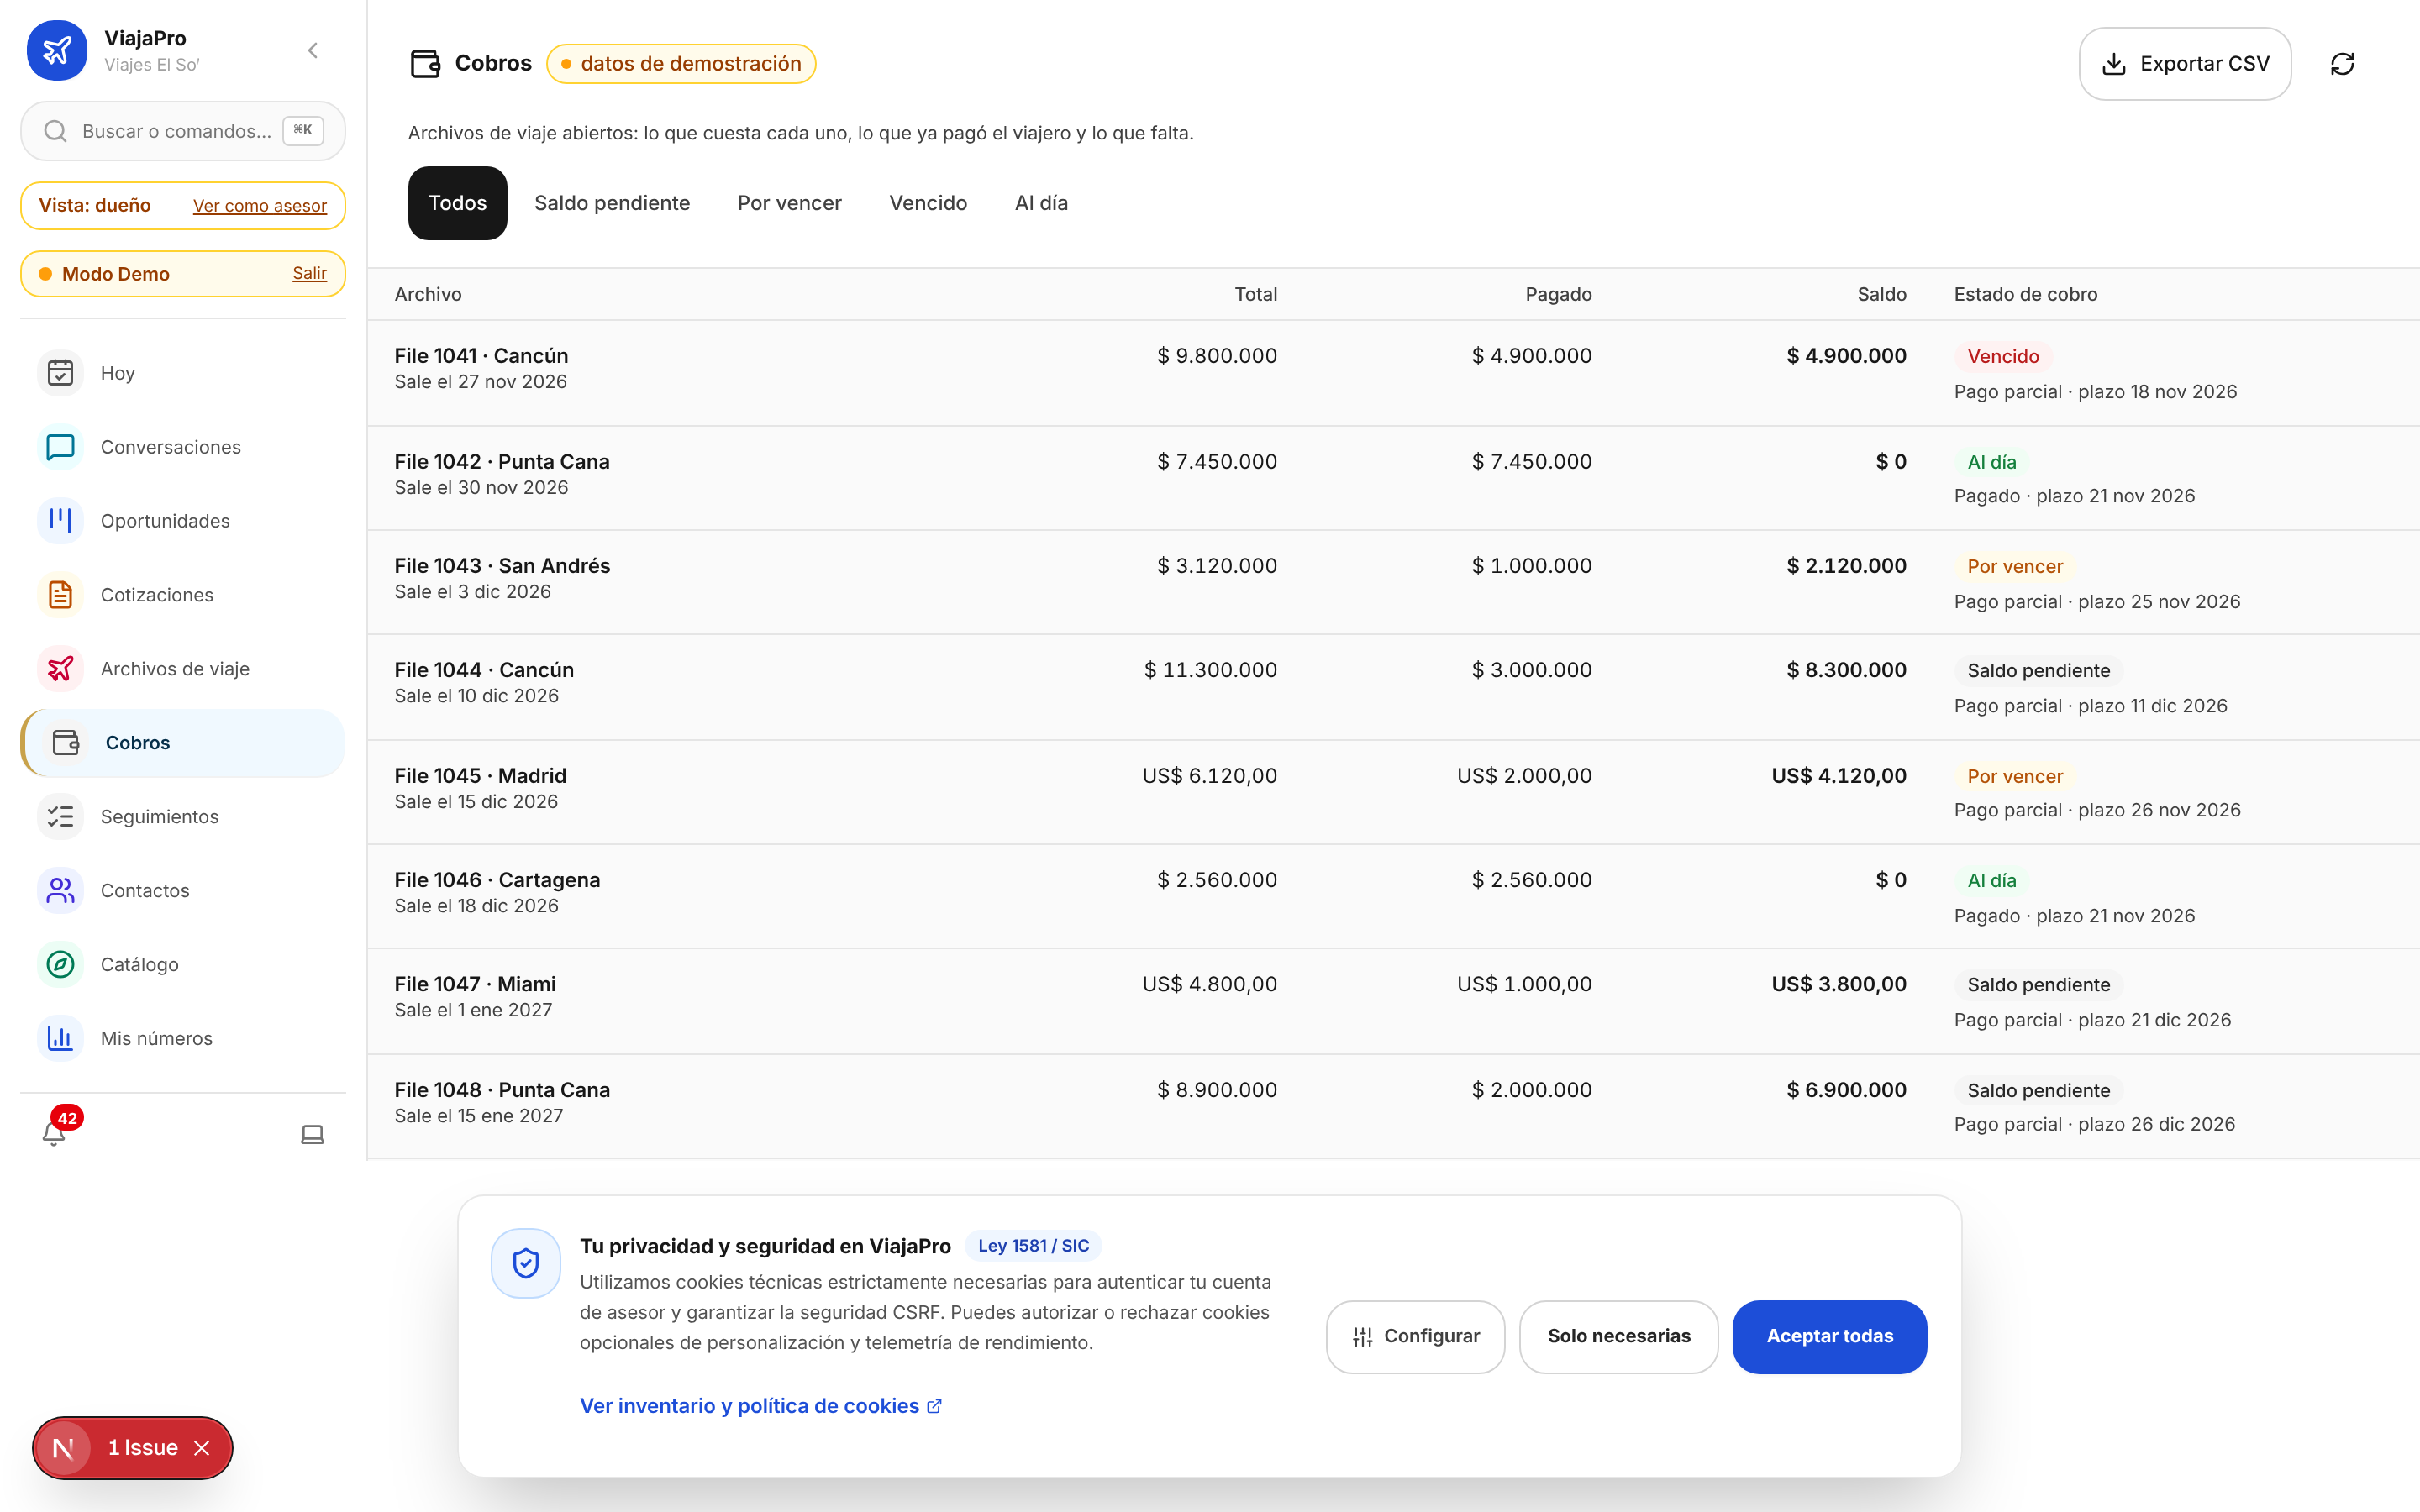 ViajaPro
Viajes El So'
Buscar o comandos... ⌘K
Vista: dueño Ver como asesor
Modo Demo Salir
Hoy
Conversaciones
Oportunidades
Cotizaciones
Archivos de viaje
Cobros
Seguimientos
Contactos
Catálogo
Mis números
42
Cobros datos de demostración
Exportar CSV
Archivos de viaje abiertos: lo que cuesta cada uno, lo que ya pagó el viajero y lo que falta.
Todos Saldo pendiente Por vencer Vencido Al día
Archivo Total Pagado Saldo Estado de cobro
File 1041 · Cancún $ 9.800.000 $ 4.900.000 $ 4.900.000 Vencido
Sale el 27 nov 2026 Pago parcial · plazo 18 nov 2026
File 1042 · Punta Cana $ 7.450.000 $ 7.450.000 $ 0 Al día
Sale el 30 nov 2026 Pagado · plazo 21 nov 2026
File 1043 · San Andrés $ 3.120.000 $ 1.000.000 $ 2.120.000 Por vencer
Sale el 3 dic 2026 Pago parcial · plazo 25 nov 2026
File 1044 · Cancún $ 11.300.000 $ 3.000.000 $ 8.300.000 Saldo pendiente
Sale el 10 dic 2026 Pago parcial · plazo 11 dic 2026
File 1045 · Madrid US$ 6.120,00 US$ 2.000,00 US$ 4.120,00 Por vencer
Sale el 15 dic 2026 Pago parcial · plazo 26 nov 2026
File 1046 · Cartagena $ 2.560.000 $ 2.560.000 $ 0 Al día
Sale el 18 dic 2026 Pagado · plazo 21 nov 2026
File 1047 · Miami US$ 4.800,00 US$ 1.000,00 US$ 3.800,00 Saldo pendiente
Sale el 1 ene 2027 Pago parcial · plazo 21 dic 2026
File 1048 · Punta Cana $ 8.900.000 $ 2.000.000 $ 6.900.000 Saldo pendiente
Sale el 15 ene 2027 Pago parcial · plazo 26 dic 2026
Tu privacidad y seguridad en ViajaPro Ley 1581 / SIC
Utilizamos cookies técnicas estrictamente necesarias para autenticar tu cuenta
de asesor y garantizar la seguridad CSRF. Puedes autorizar o rechazar cookies
opcionales de personalización y telemetría de rendimiento.
Ver inventario y política de cookies
Configurar Solo necesarias Aceptar todas
N 1 Issue